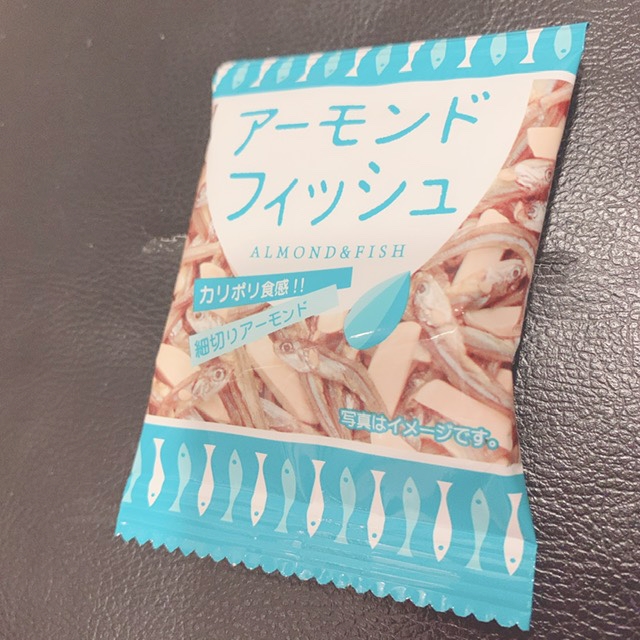 アーモンド
フィッシュ
ALMOND&FISH
カリポリ食感!!
細切りアーモンド
写真はイメージです。